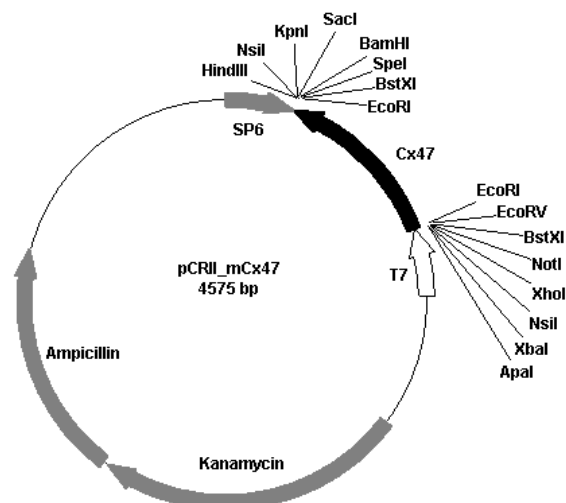 SacI
KpnI
BamHI
NsiI
SpeI
HindIII
BstXI
EcoRI
SP6
Cx47
EcoRI
EcoRV
BstXI
NotI
T7
XhoI
NsiI
XbaI
ApaI
pCRII_mCx47
4575 bp
Ampicillin
Kanamycin